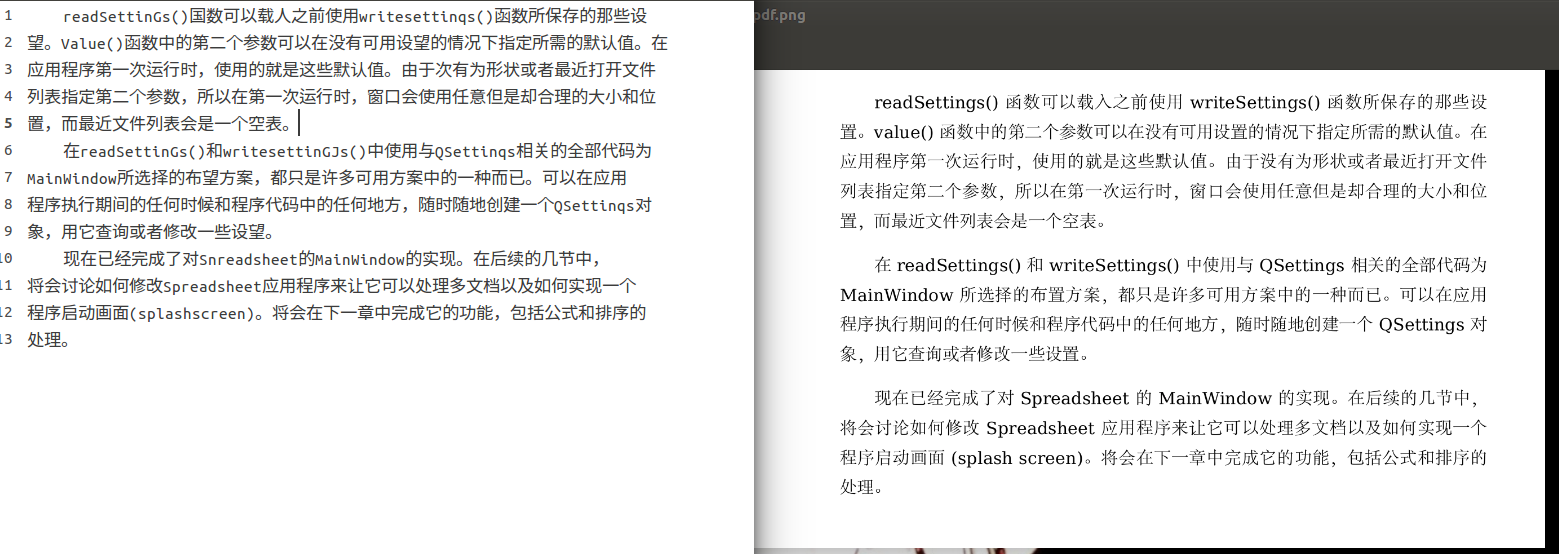 1 readSettinGs()国数可以载人之前使用writesettinqs()函数所保存的那些设
2 望。Value()函数中的第二个参数可以在没有可用设望的情况下指定所需的默认值。在
3 应用程序第一次运行时，使用的就是这些默认值。由于次有为形状或者最近打开文件
4 列表指定第二个参数，所以在第一次运行时，窗口会使用任意但是却合理的大小和位
5 置，而最近文件列表会是一个空表。
6 在readSettinGs()和writesettinGJs()中使用与QSettinqs相关的全部代码为
7 MainWindow所选择的布望方案，都只是许多可用方案中的一种而已。可以在应用
8 程序执行期间的任何时候和程序代码中的任何地方，随时随地创建一个QSettinqs对
9 象，用它查询或者修改一些设望。
10 现在已经完成了对Snreadsheet的MainWindow的实现。在后续的几节中，
11 将会讨论如何修改Spreadsheet应用程序来让它可以处理多文档以及如何实现一个
12 程序启动画面(splashscreen)。将会在下一章中完成它的功能，包括公式和排序的
13 处理。
pdf.png
readSettings() 函数可以载入之前使用 writeSettings() 函数所保存的那些设
置。value() 函数中的第二个参数可以在没有可用设置的情况下指定所需的默认值。在
应用程序第一次运行时，使用的就是这些默认值。由于没有为形状或者最近打开文件
列表指定第二个参数，所以在第一次运行时，窗口会使用任意但是却合理的大小和位
置，而最近文件列表会是一个空表。
在 readSettings() 和 writeSettings() 中使用与 QSettings 相关的全部代码为
MainWindow 所选择的布置方案，都只是许多可用方案中的一种而已。可以在应用
程序执行期间的任何时候和程序代码中的任何地方，随时随地创建一个 QSettings 对
象，用它查询或者修改一些设置。
现在已经完成了对 Spreadsheet 的 MainWindow 的实现。在后续的几节中，
将会讨论如何修改 Spreadsheet 应用程序来让它可以处理多文档以及如何实现一个
程序启动画面 (splash screen)。将会在下一章中完成它的功能，包括公式和排序的
处理。